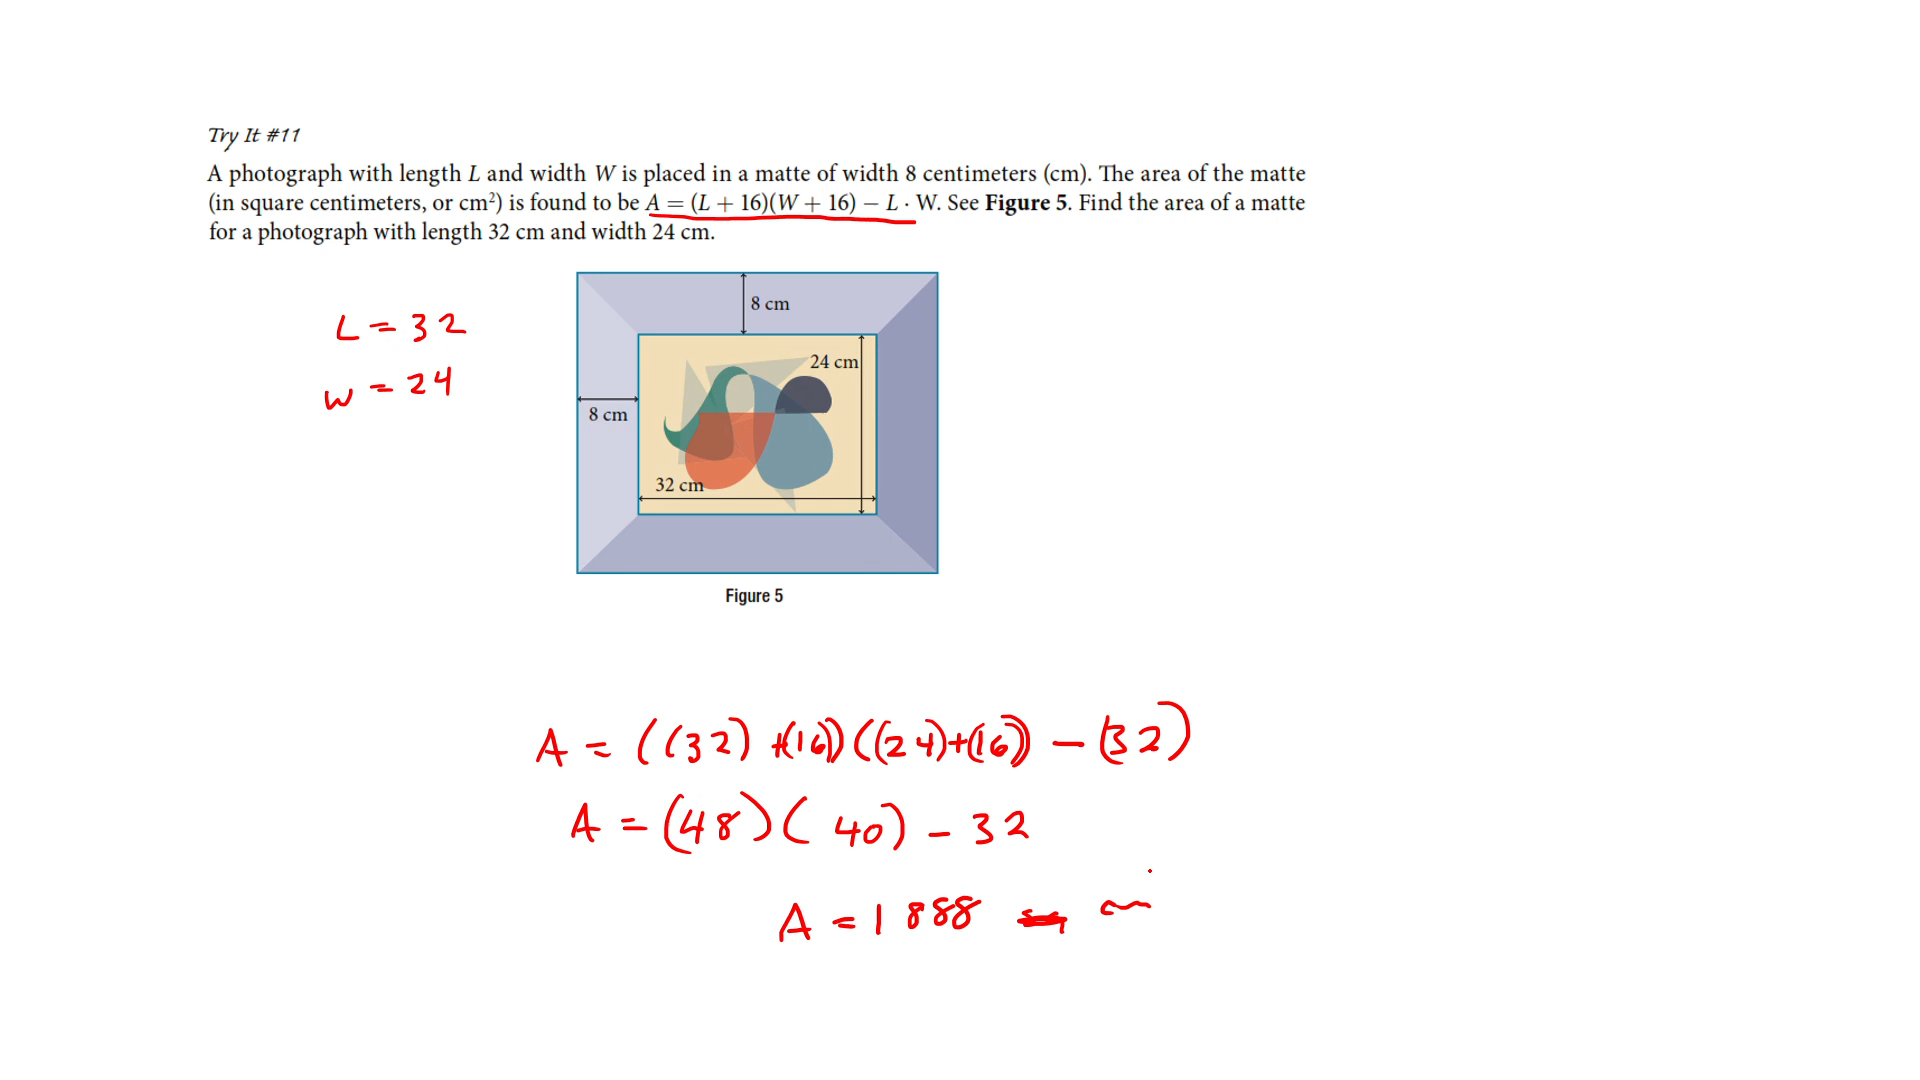 Try It #11
A photograph with length L and width W is placed in a matte of width 8 centimeters (cm). The area of the matte
(in square centimeters, or cm²) is found to be A = (L + 16)(W + 16) − L · W. See Figure 5. Find the area of a matte
for a photograph with length 32 cm and width 24 cm.
8 cm
24 cm
8 cm
32 cm
Figure 5
L = 32
W = 24
A = ((32) + (16))((24) + (16)) − (32)
A = (48)(40) − 32
A = 1888